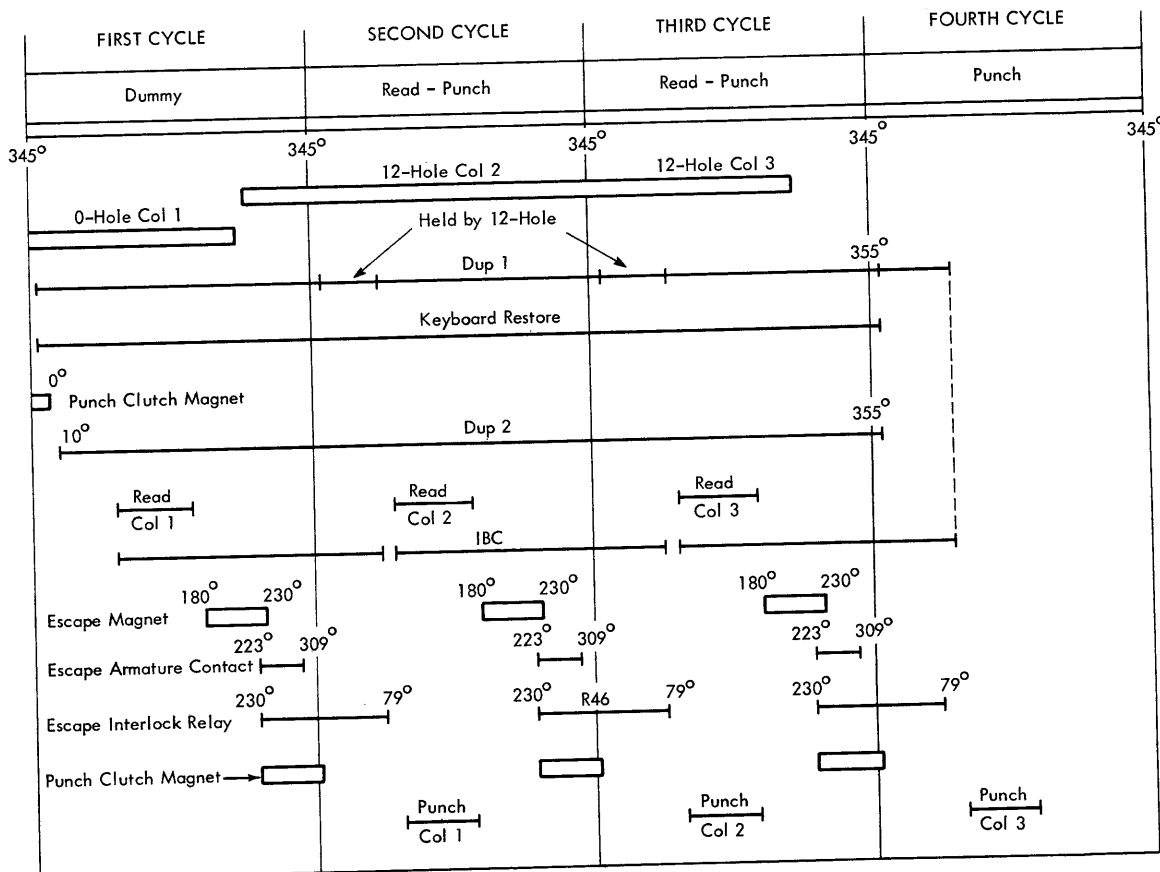 FIRST CYCLE SECOND CYCLE THIRD CYCLE FOURTH CYCLE
Dummy Read - Punch Read - Punch Punch
345° 345° 345° 345° 345°
12-Hole Col 2 12-Hole Col 3
0-Hole Col 1
Held by 12-Hole
Dup 1 355°
Keyboard Restore
0° Punch Clutch Magnet
10° Dup 2 355°
Read Read Read
Col 1 Col 2 Col 3
IBC
180° 230° 180° 230° 180° 230°
Escape Magnet
223° 309° 223° 309° 223° 309°
Escape Armature Contact
230° 79° 230° R46 79° 230° 79°
Escape Interlock Relay
Punch Clutch Magnet
Punch Punch Punch
Col 1 Col 2 Col 3